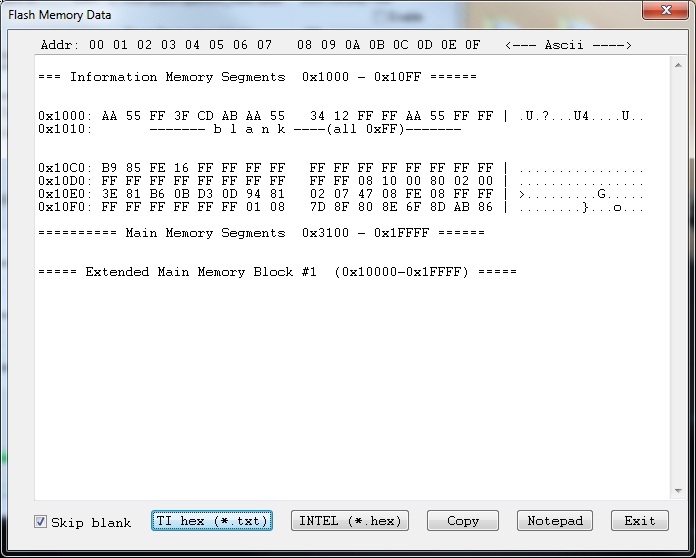 Flash Memory Data
Addr: 00 01 02 03 04 05 06 07 08 09 0A 0B 0C 0D 0E 0F <--- Ascii ---->
=== Information Memory Segments 0x1000 - 0x10FF ======
0x1000: AA 55 FF 3F CD AB AA 55 34 12 FF FF AA 55 FF FF | .U.?...U4....U..
0x1010: ------- b l a n k ----(all 0xFF)-------
0x10C0: B9 85 FE 16 FF FF FF FF FF FF FF FF FF FF FF FF | ................
0x10D0: FF FF FF FF FF FF FF FF FF FF 08 10 00 80 02 00 | ................
0x10E0: 3E 81 B6 0B D3 0D 94 81 02 07 47 08 FE 08 FF FF | >.........G.....
0x10F0: FF FF FF FF FF FF 01 08 7D 8F 80 8E 6F 8D AB 86 | ........}...o...
========== Main Memory Segments 0x3100 - 0x1FFFF ======
===== Extended Main Memory Block #1 (0x10000-0x1FFFF) =====
Skip blank
TI hex (*.txt)
INTEL (*.hex)
Copy
Notepad
Exit